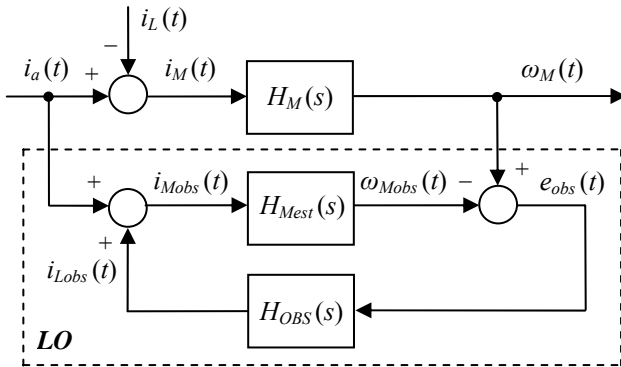 i_L(t)
−
i_a(t) + i_M(t) H_M(s) ω_M(t)
+ i_Mobs(t) H_Mest(s) ω_Mobs(t) − + e_obs(t)
+
i_Lobs(t)
H_OBS(s)
LO